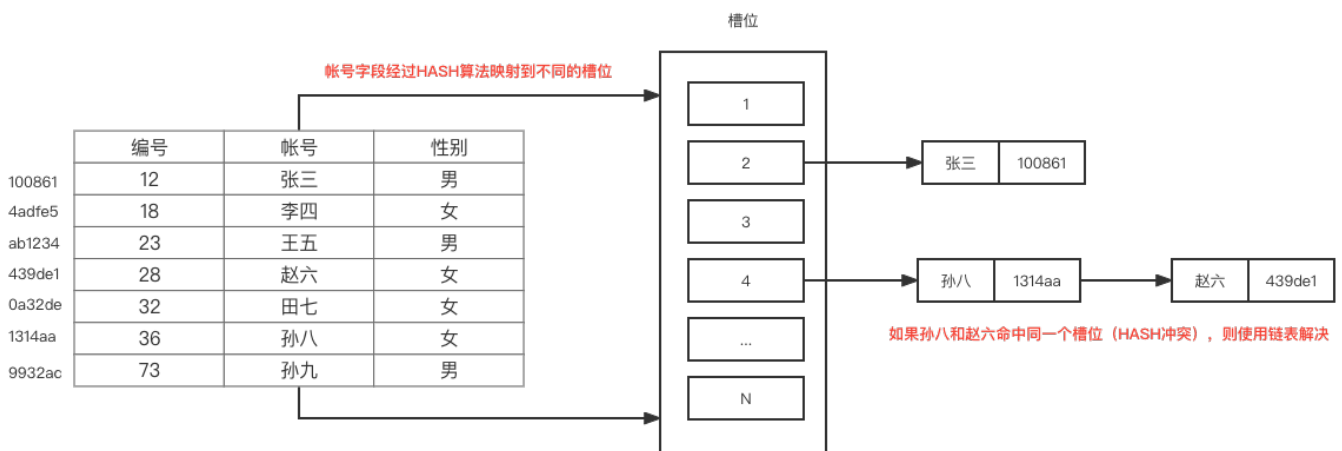 槽位
帐号字段经过HASH算法映射到不同的槽位
编号 帐号 性别
100861 12 张三 男
4adfe5 18 李四 女
ab1234 23 王五 男
439de1 28 赵六 女
0a32de 32 田七 女
1314aa 36 孙八 女
9932ac 73 孙九 男
1
2
张三 100861
3
4
孙八 1314aa
赵六 439de1
如果孙八和赵六命中同一个槽位（HASH冲突），则使用链表解决
...
N